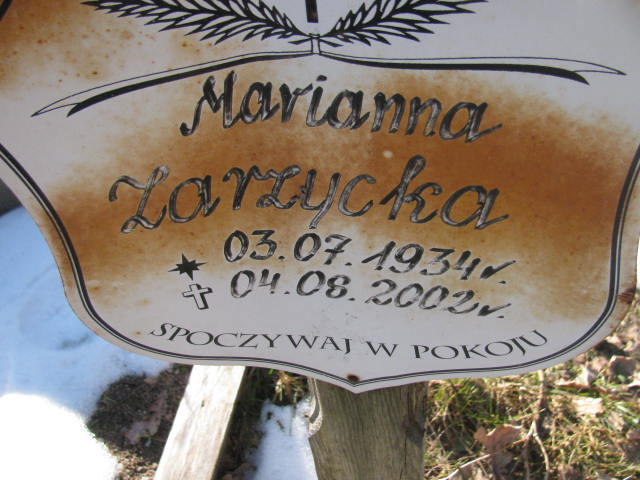 Marianna
Zarzycka
03.07.1934r.
04.08.2002r.
SPOCZYWAJ W POKOJU